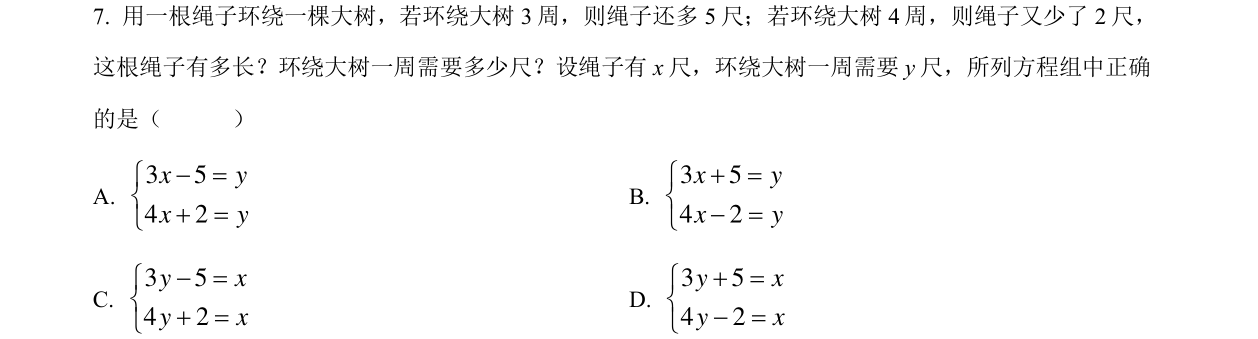 7. 用一根绳子环绕一棵大树，若环绕大树 3 周，则绳子还多 5 尺；若环绕大树 4 周，则绳子又少了 2 尺，
这根绳子有多长？环绕大树一周需要多少尺？设绳子有 x 尺，环绕大树一周需要 y 尺，所列方程组中正确
的是（　　）
A. {3x－5＝y
4x＋2＝y
B. {3x＋5＝y
4x－2＝y
C. {3y－5＝x
4y＋2＝x
D. {3y＋5＝x
4y－2＝x